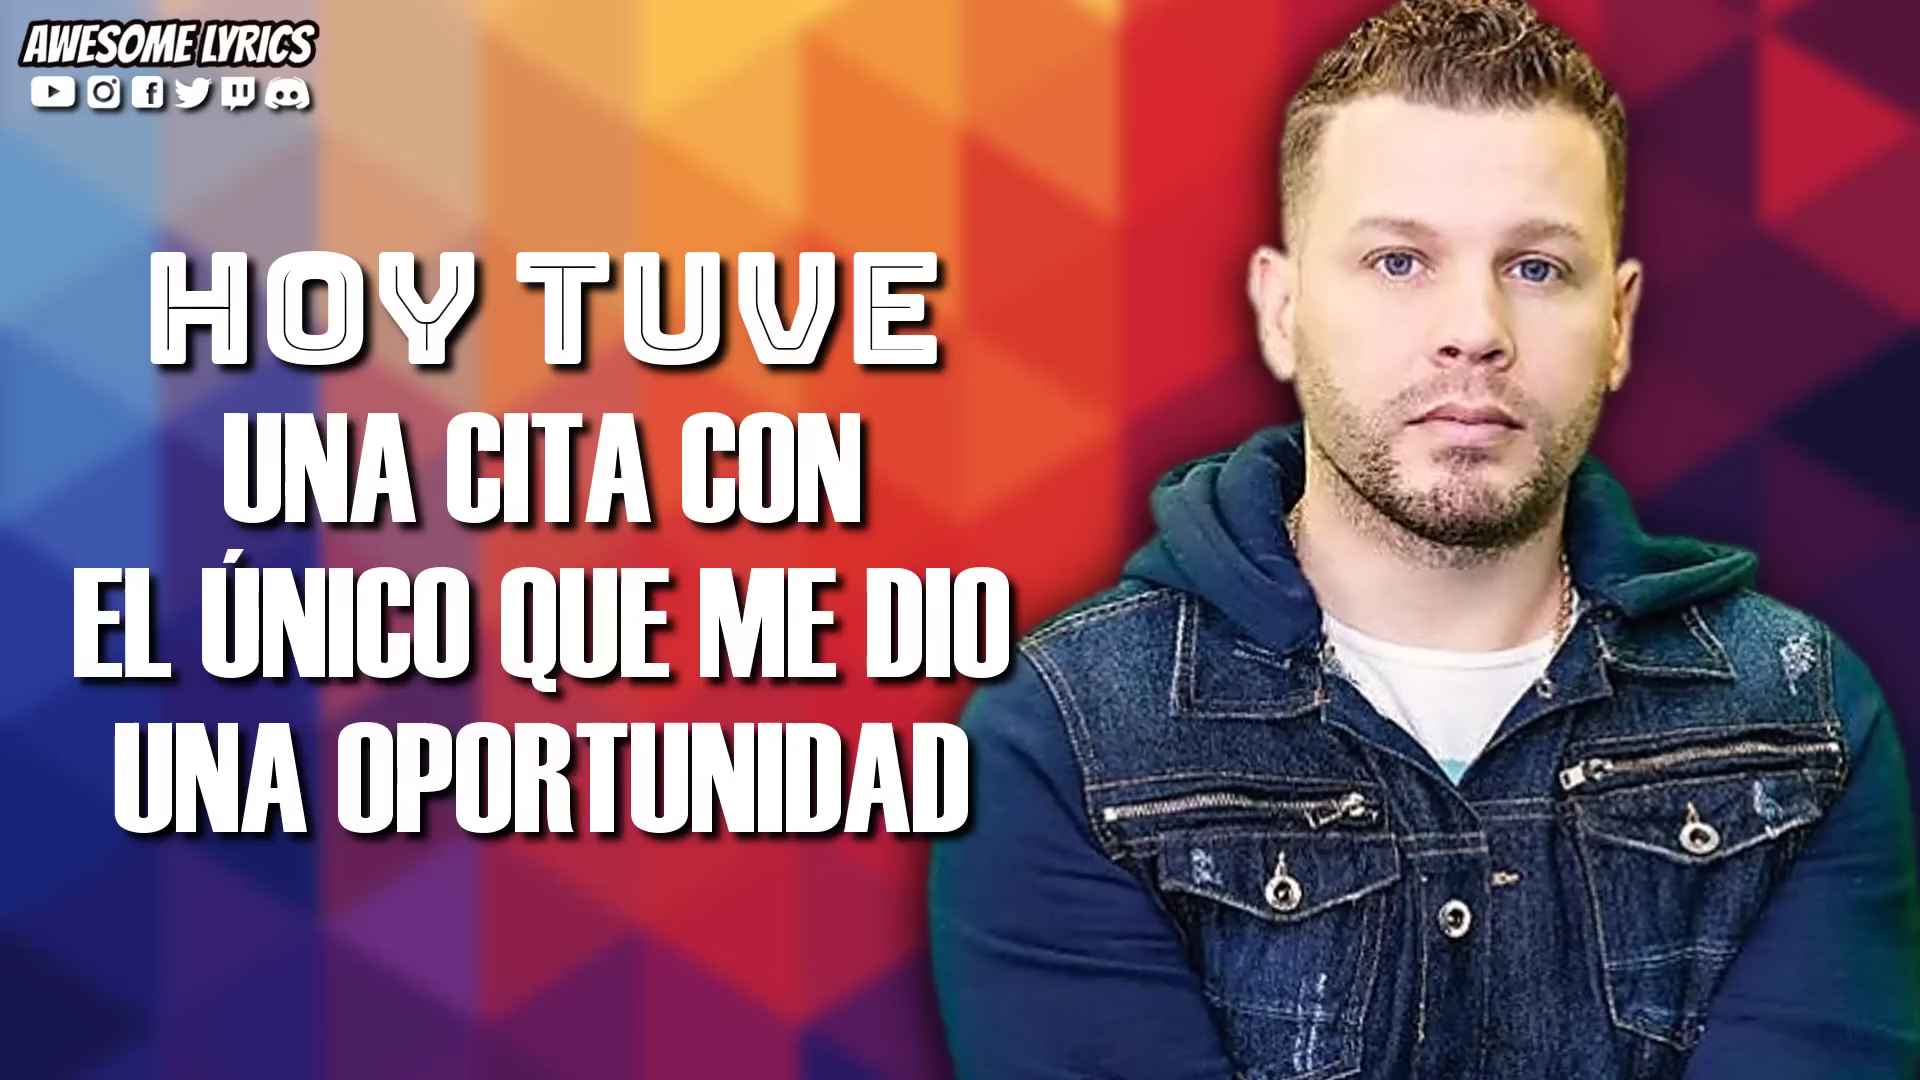 AWESOME LYRICS
HOY TUVE
UNA CITA CON
EL ÚNICO QUE ME DIO
UNA OPORTUNIDAD